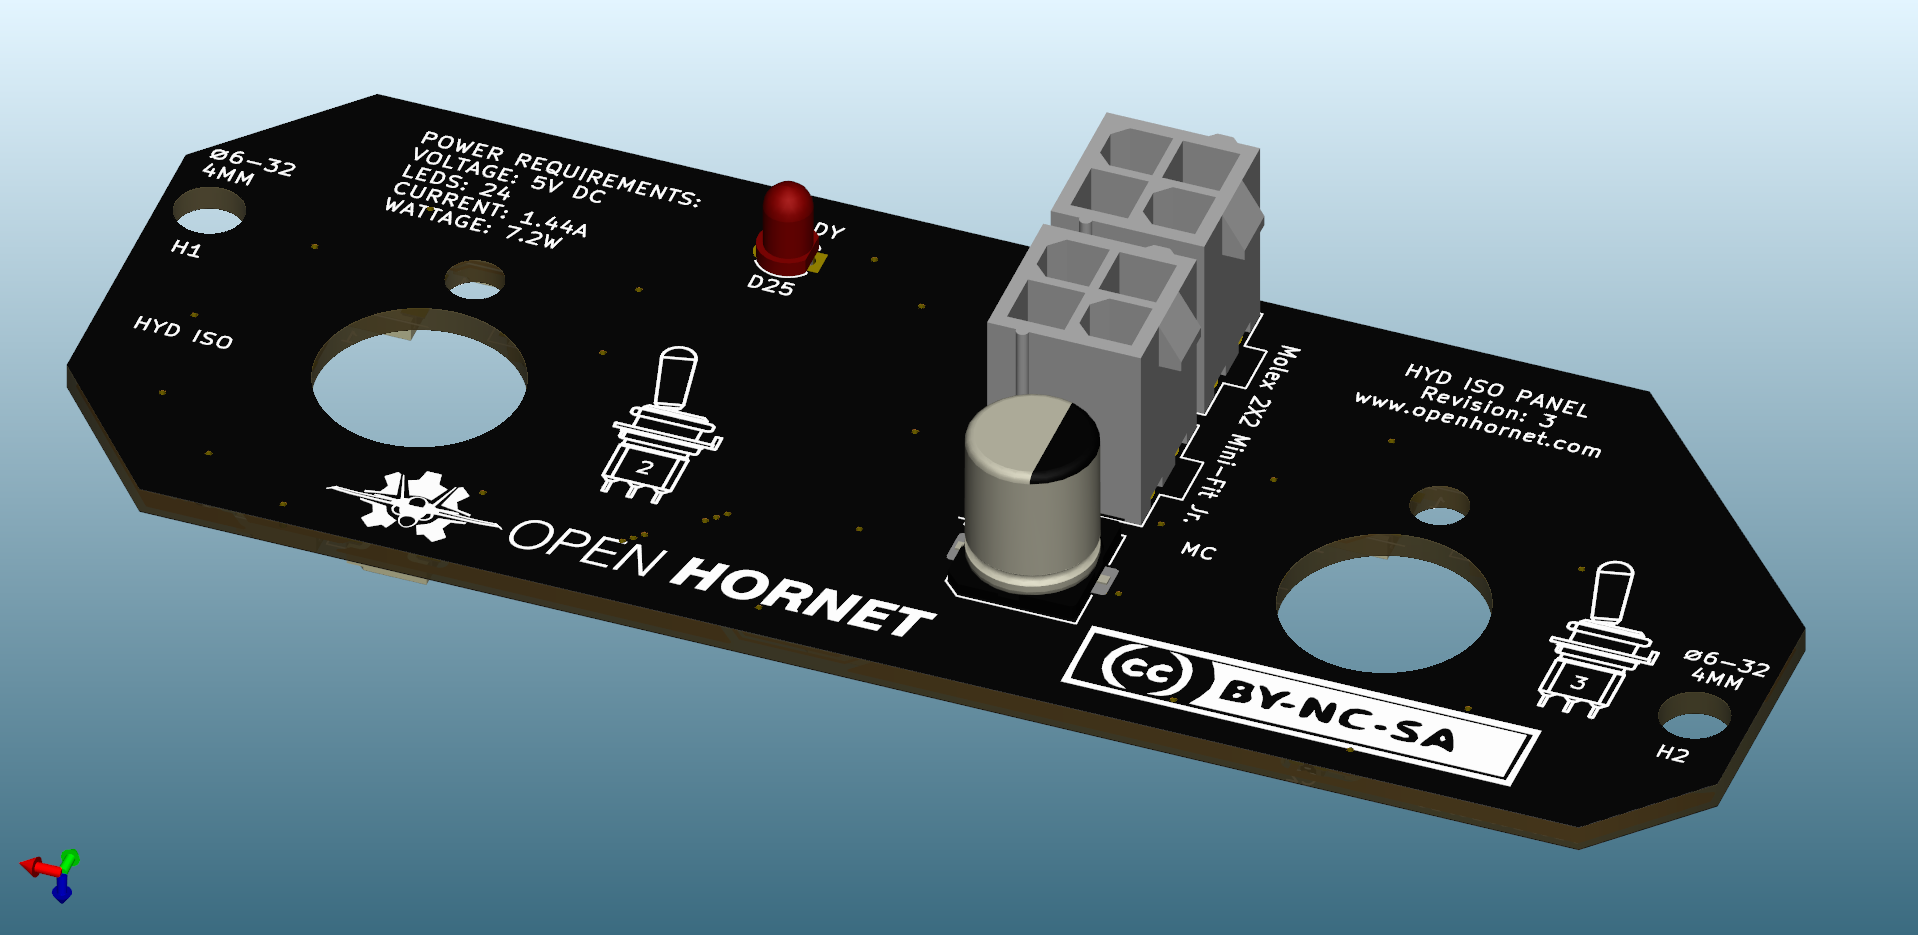 ø6-32
4MM
H1
POWER REQUIREMENTS:
VOLTAGE: 5V DC
LEDS: 24
CURRENT: 1.44A
WATTAGE: 7.2W
DY
D25
HYD ISO
2
OPEN HORNET
Molex 2X2 Mini-Fit Jr.
MC
HYD ISO PANEL
Revision: 3
www.openhornet.com
cc BY-NC-SA
3
ø6-32
4MM
H2